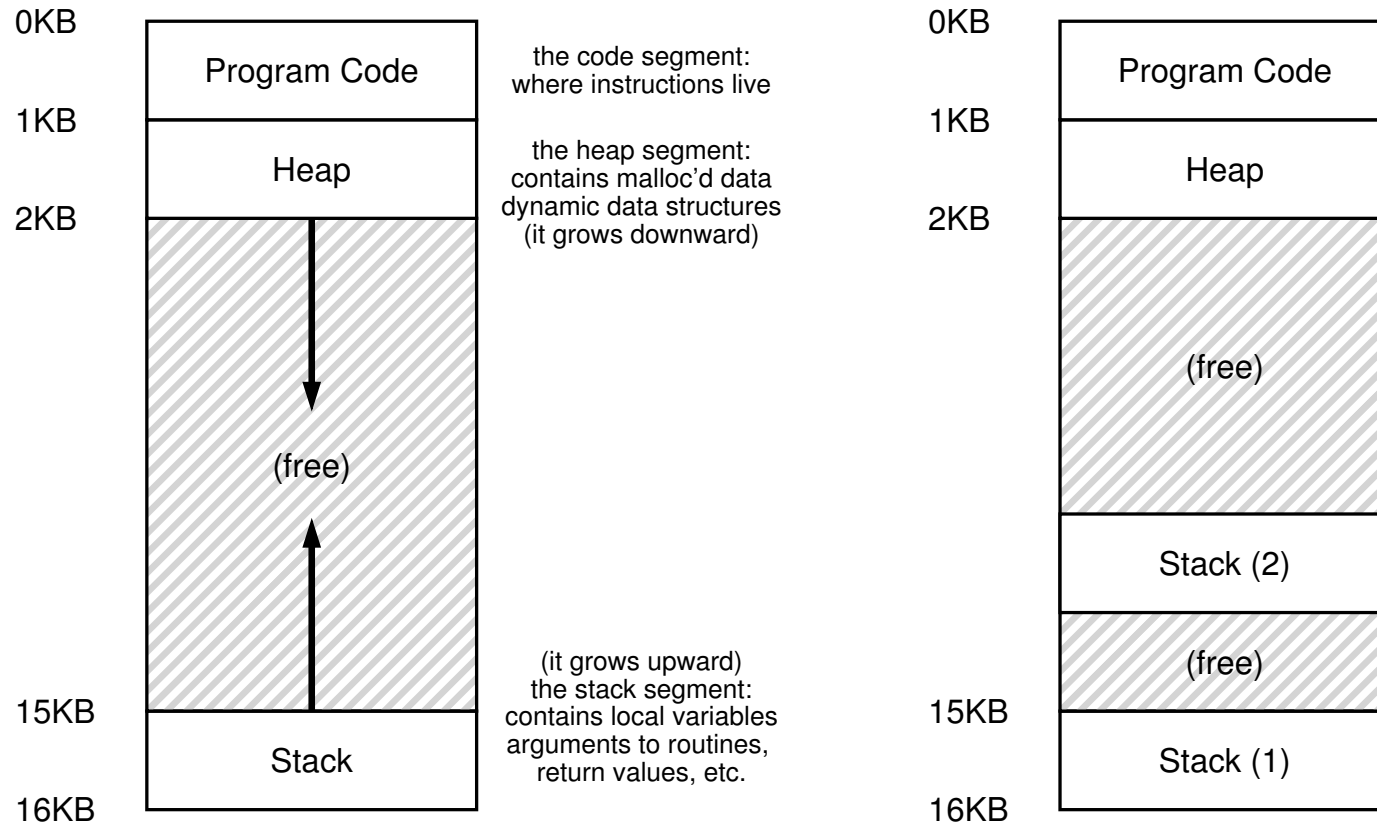 0KB
Program Code
the code segment:
where instructions live
1KB
Heap
the heap segment:
contains malloc'd data
dynamic data structures
(it grows downward)
2KB
(free)
(it grows upward)
the stack segment:
contains local variables
arguments to routines,
return values, etc.
15KB
Stack
16KB
0KB
Program Code
1KB
Heap
2KB
(free)
Stack (2)
(free)
15KB
Stack (1)
16KB